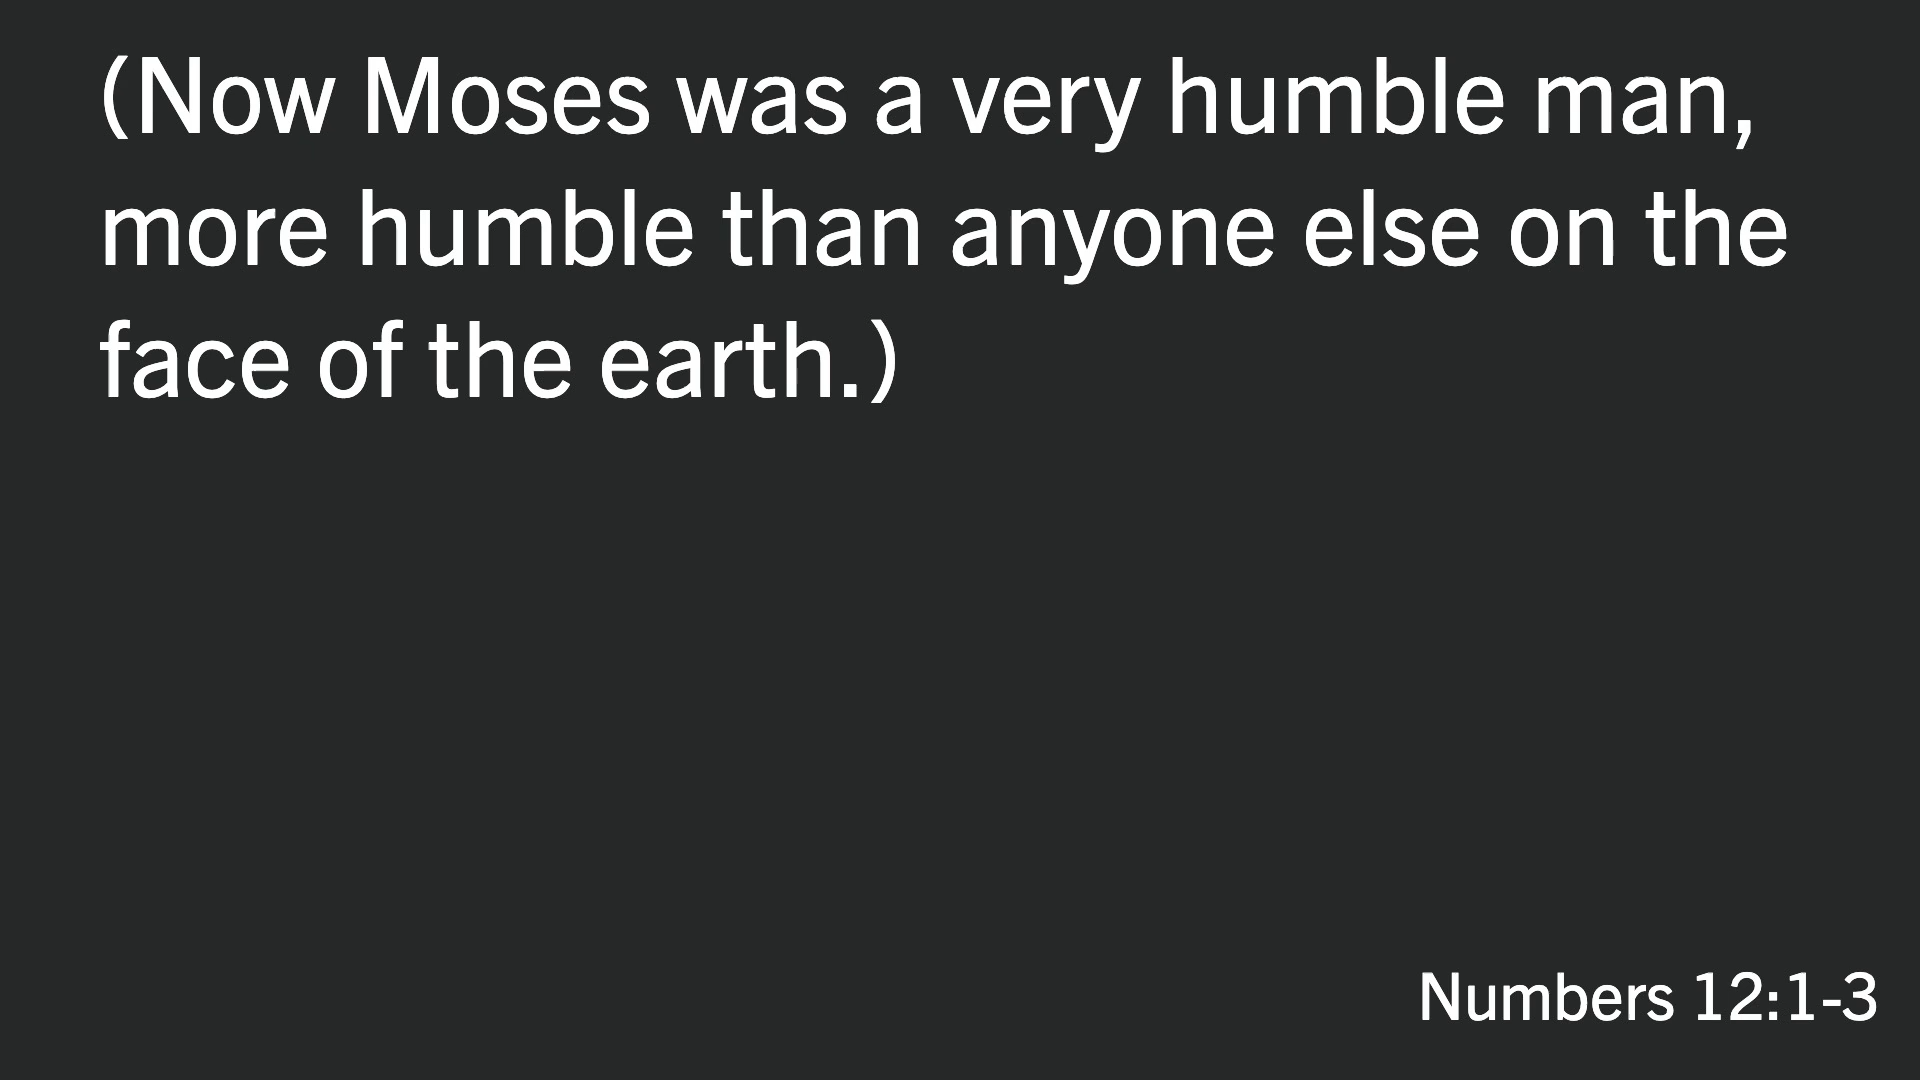 (Now Moses was a very humble man,
more humble than anyone else on the
face of the earth.)
Numbers 12:1-3